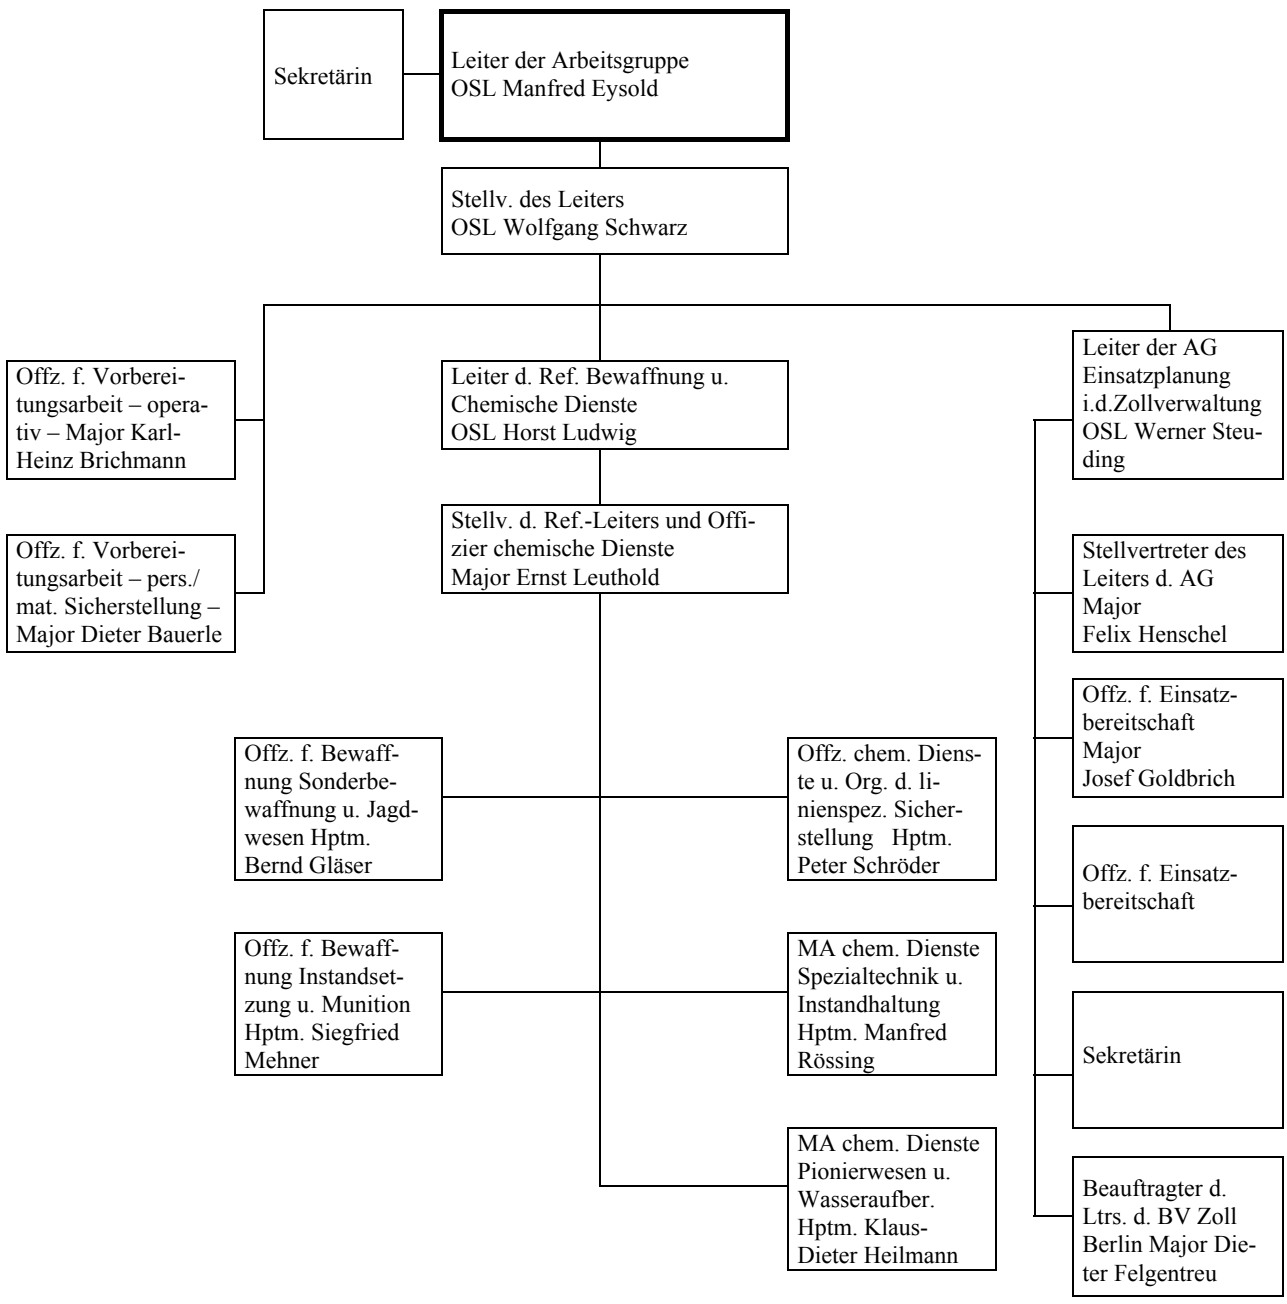 Sekretärin
Leiter der Arbeitsgruppe
OSL Manfred Eysold
Stellv. des Leiters
OSL Wolfgang Schwarz
Offz. f. Vorberei-
tungsarbeit – opera-
tiv – Major Karl-
Heinz Brichmann
Offz. f. Vorberei-
tungsarbeit – pers./
mat. Sicherstellung –
Major Dieter Bauerle
Leiter d. Ref. Bewaffnung u.
Chemische Dienste
OSL Horst Ludwig
Stellv. d. Ref.-Leiters und Offi-
zier chemische Dienste
Major Ernst Leuthold
Offz. f. Bewaff-
nung Sonderbe-
waffnung u. Jagd-
wesen Hptm.
Bernd Gläser
Offz. f. Bewaff-
nung Instandset-
zung u. Munition
Hptm. Siegfried
Mehner
Offz. chem. Diens-
te u. Org. d. li-
nienspez. Sicher-
stellung Hptm.
Peter Schröder
MA chem. Dienste
Spezialtechnik u.
Instandhaltung
Hptm. Manfred
Rössing
MA chem. Dienste
Pionierwesen u.
Wasseraufber.
Hptm. Klaus-
Dieter Heilmann
Leiter der AG
Einsatzplanung
i.d.Zollverwaltung
OSL Werner Steu-
ding
Stellvertreter des
Leiters d. AG
Major
Felix Henschel
Offz. f. Einsatz-
bereitschaft
Major
Josef Goldbrich
Offz. f. Einsatz-
bereitschaft
Sekretärin
Beauftragter d.
Ltrs. d. BV Zoll
Berlin Major Die-
ter Felgentreu